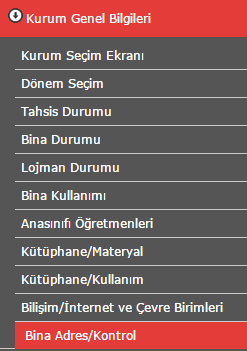 Kurum Genel Bilgileri
Kurum Seçim Ekranı
Dönem Seçim
Tahsis Durumu
Bina Durumu
Lojman Durumu
Bina Kullanımı
Anasınıfı Öğretmenleri
Kütüphane/Materyal
Kütüphane/Kullanım
Bilişim/İnternet ve Çevre Birimleri
Bina Adres/Kontrol